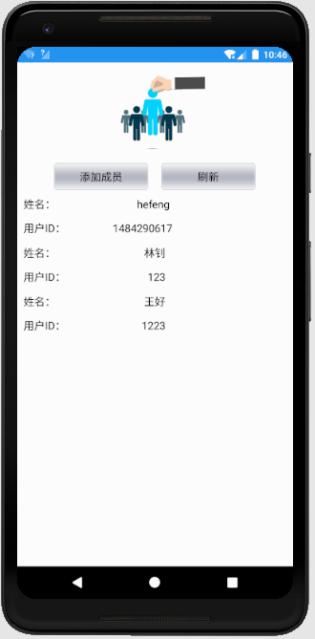 10:46
添加成员 刷新
姓名： hefeng
用户ID： 1484290617
姓名： 林钊
用户ID： 123
姓名： 王好
用户ID： 1223